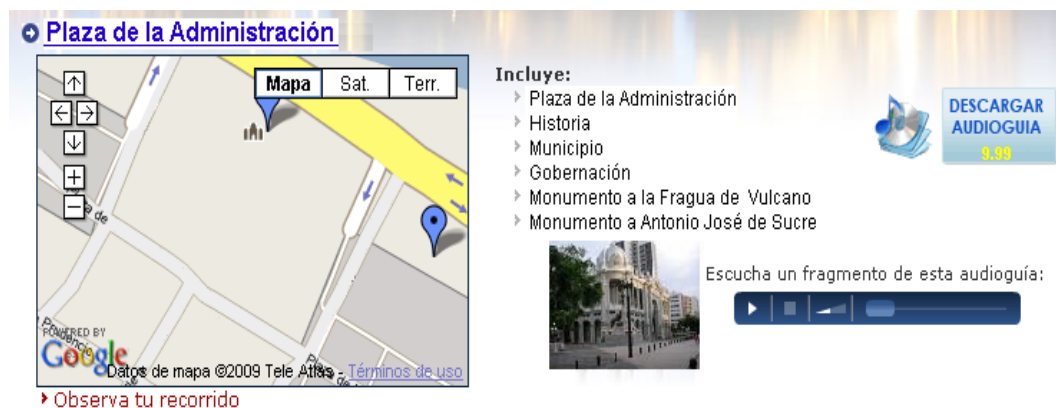 Plaza de la Administración
Mapa Sat. Terr.
POWERED BY
Google
Datos de mapa ©2009 Tele Atlas - Términos de uso
Observa tu recorrido
Incluye:
Plaza de la Administración
Historia
Municipio
Gobernación
Monumento a la Fragua de Vulcano
Monumento a Antonio José de Sucre
DESCARGAR
AUDIOGUIA
9.99
Escucha un fragmento de esta audioguía: